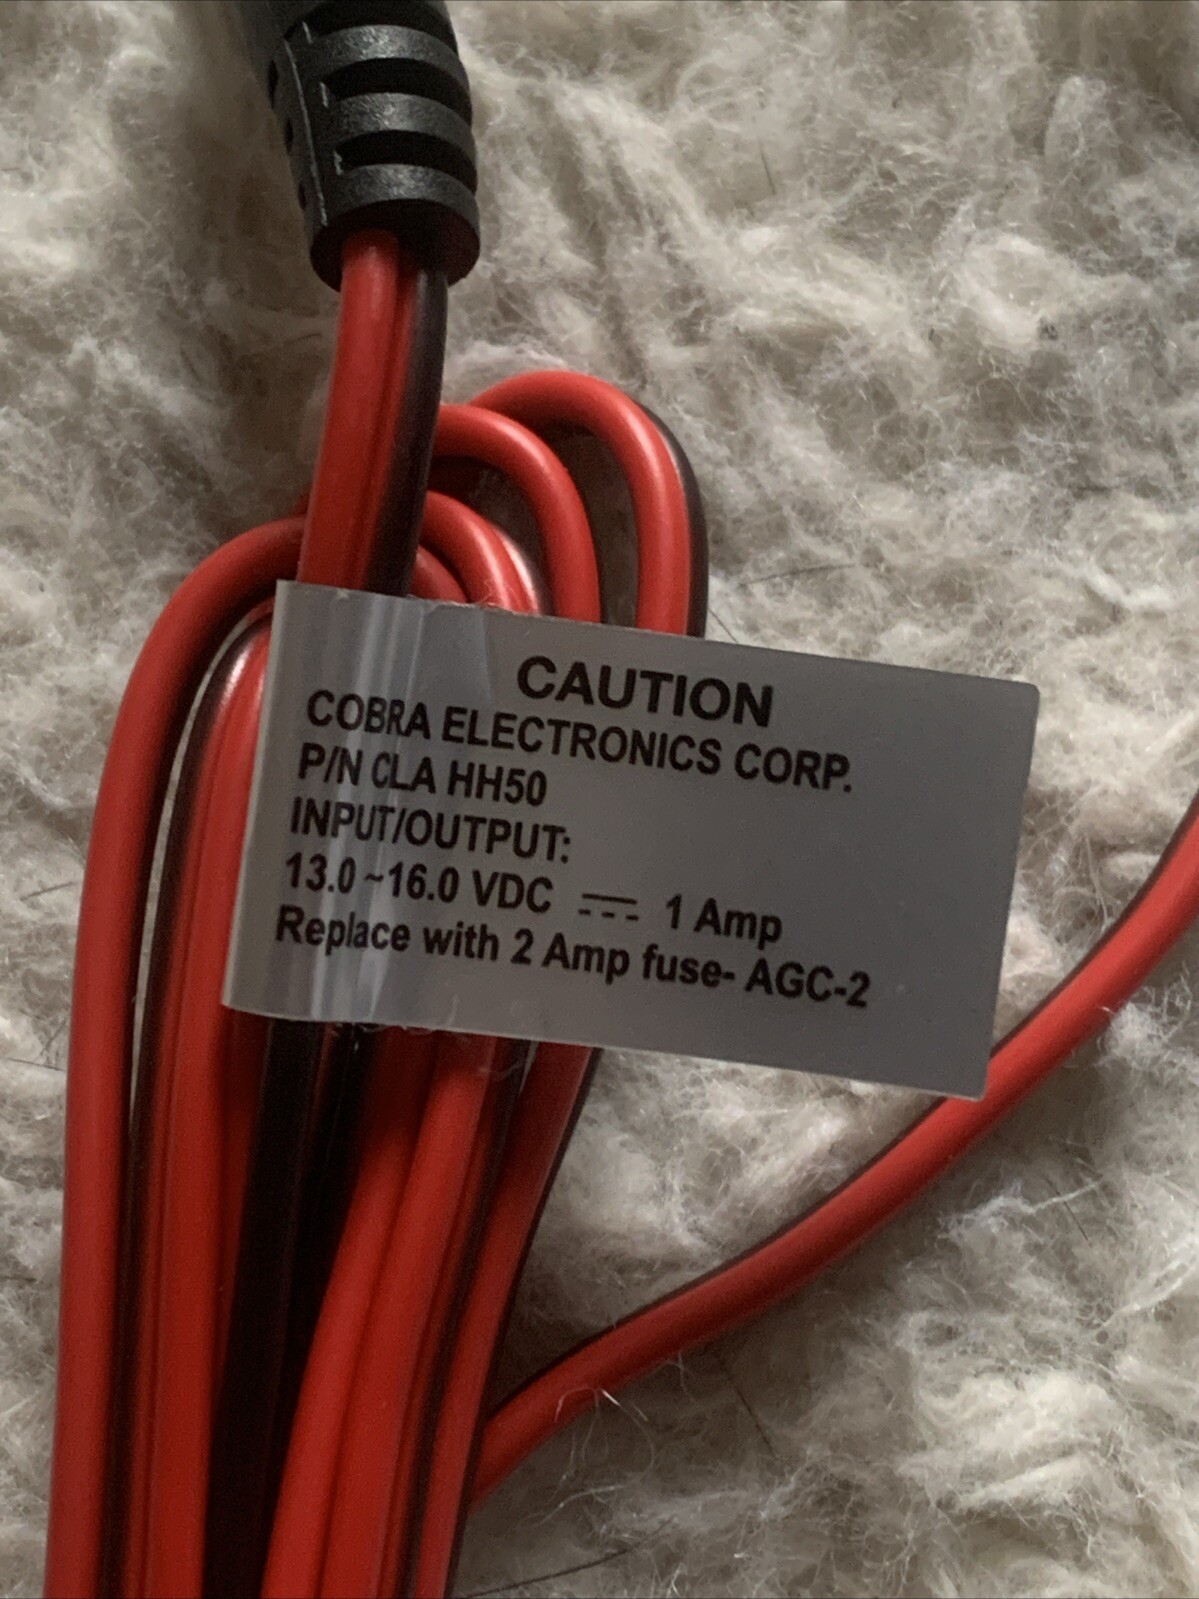 CAUTION
COBRA ELECTRONICS CORP.
P/N CLA HH50
INPUT/OUTPUT:
13.0 ~16.0 VDC ⎓ 1 Amp
Replace with 2 Amp fuse- AGC-2